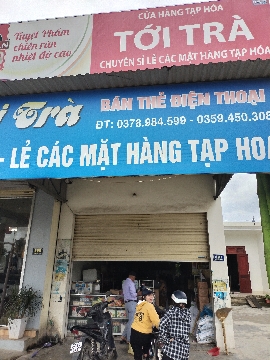 Tuyệt Phẩm
chiên rán
nhiệt độ cao
CỬA HÀNG TẠP HÓA
TỚI TRÀ
CHUYÊN SỈ LẺ CÁC MẶT HÀNG TẠP HÓA
i Trà
BÁN THẺ ĐIỆN THOẠI
ĐT: 0378.984.599 - 0359.450.308
- LẺ CÁC MẶT HÀNG TẠP HOÁ